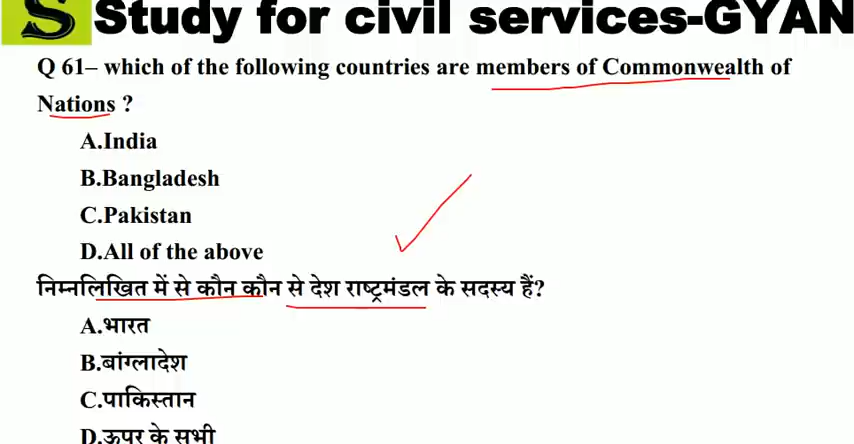 S Study for civil services-GYAN
Q 61– which of the following countries are members of Commonwealth of
Nations ?
A.India
B.Bangladesh
C.Pakistan
D.All of the above
निम्नलिखित में से कौन कौन से देश राष्ट्रमंडल के सदस्य हैं?
A.भारत
B.बांग्लादेश
C.पाकिस्तान
D.ऊपर के सभी